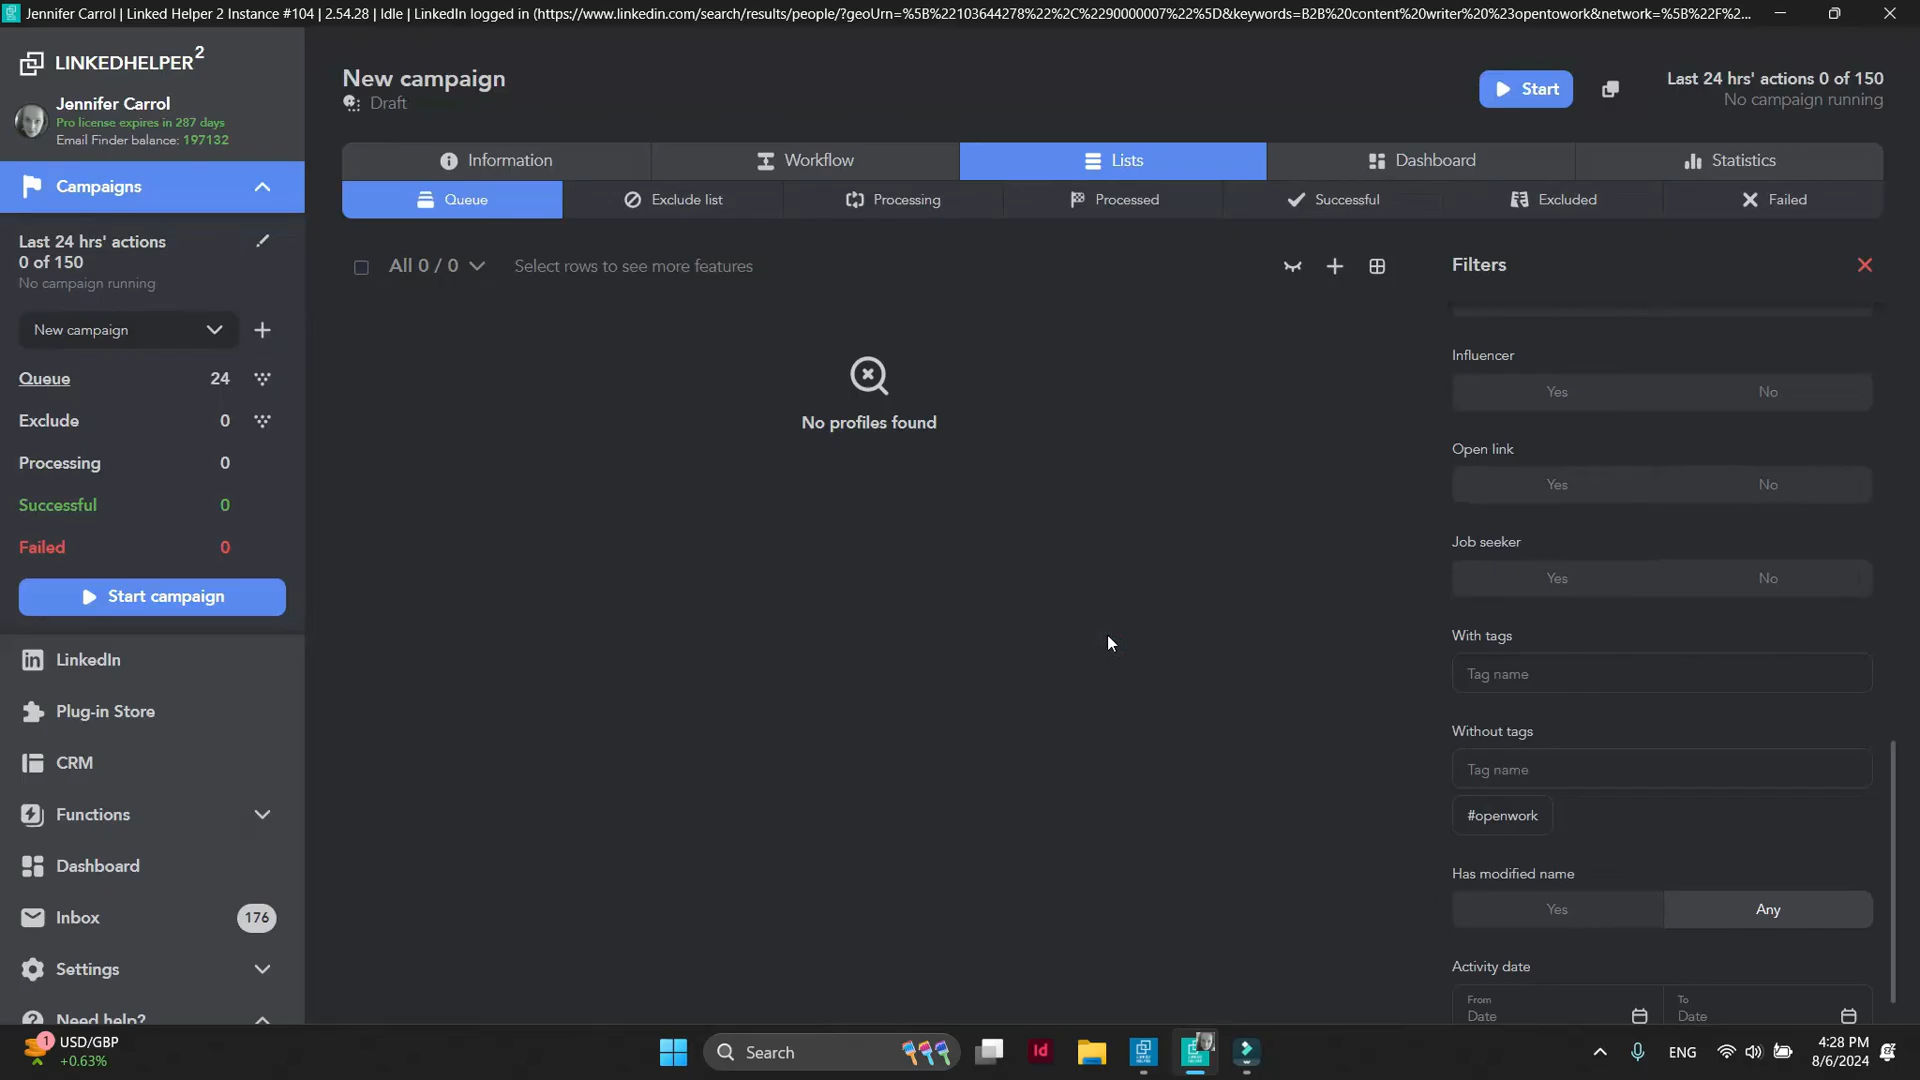 Jennifer Carrol | Linked Helper 2 Instance #104 | 2.54.28 | Idle | LinkedIn logged in (https://www.linkedin.com/search/results/people/?geoUrn=%5B%22103644278%22%2C%2290000007%22%5D&keywords=B2B%20content%20writer%20%23opentowork&network=%5B%22F%2...
LINKEDHELPER2
Jennifer Carrol
Pro license expires in 287 days
Email Finder balance: 197132
Campaigns
Last 24 hrs' actions
0 of 150
No campaign running
New campaign
Queue 24
Exclude 0
Processing 0
Successful 0
Failed 0
Start campaign
LinkedIn
Plug-in Store
CRM
Functions
Dashboard
Inbox 176
Settings
Need help?
New campaign
Draft
Start
Last 24 hrs' actions 0 of 150
No campaign running
Information Workflow Lists Dashboard Statistics
Queue Exclude list Processing Processed Successful Excluded Failed
All 0 / 0 Select rows to see more features
No profiles found
Filters
Influencer
Yes No
Open link
Yes No
Job seeker
Yes No
With tags
Tag name
Without tags
Tag name
#openwork
Has modified name
Yes Any
Activity date
From To
Date Date
1 USD/GBP
+0.63%
Search
Id
ENG
4:28 PM
8/6/2024